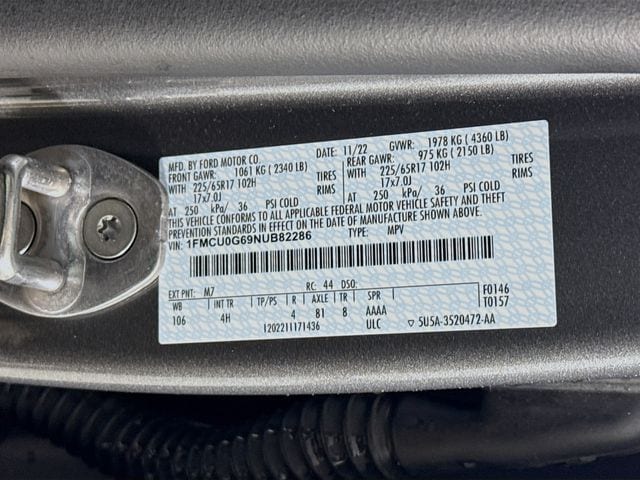 MFD. BY FORD MOTOR CO. DATE: 11/22 GVWR: 1978 KG ( 4360 LB)
FRONT GAWR: 1061 KG ( 2340 LB) REAR GAWR: 975 KG ( 2150 LB)
WITH 225/65R17 102H TIRES WITH 225/65R17 102H TIRES
17x7.0J RIMS 17x7.0J RIMS
AT 250 kPa/ 36 PSI COLD AT 250 kPa/ 36 PSI COLD
THIS VEHICLE CONFORMS TO ALL APPLICABLE FEDERAL MOTOR VEHICLE SAFETY AND THEFT
PREVENTION STANDARDS IN EFFECT ON THE DATE OF MANUFACTURE SHOWN ABOVE.
VIN: 1FMCU0G69NUB82286 TYPE: MPV
EXT PNT: M7 RC: 44 DSO: F0146
WB INT TR TP/PS R AXLE TR SPR T0157
106 4H 4 81 8 AAAA
1202211171436 ULC ▽ 5U5A-3520472-AA